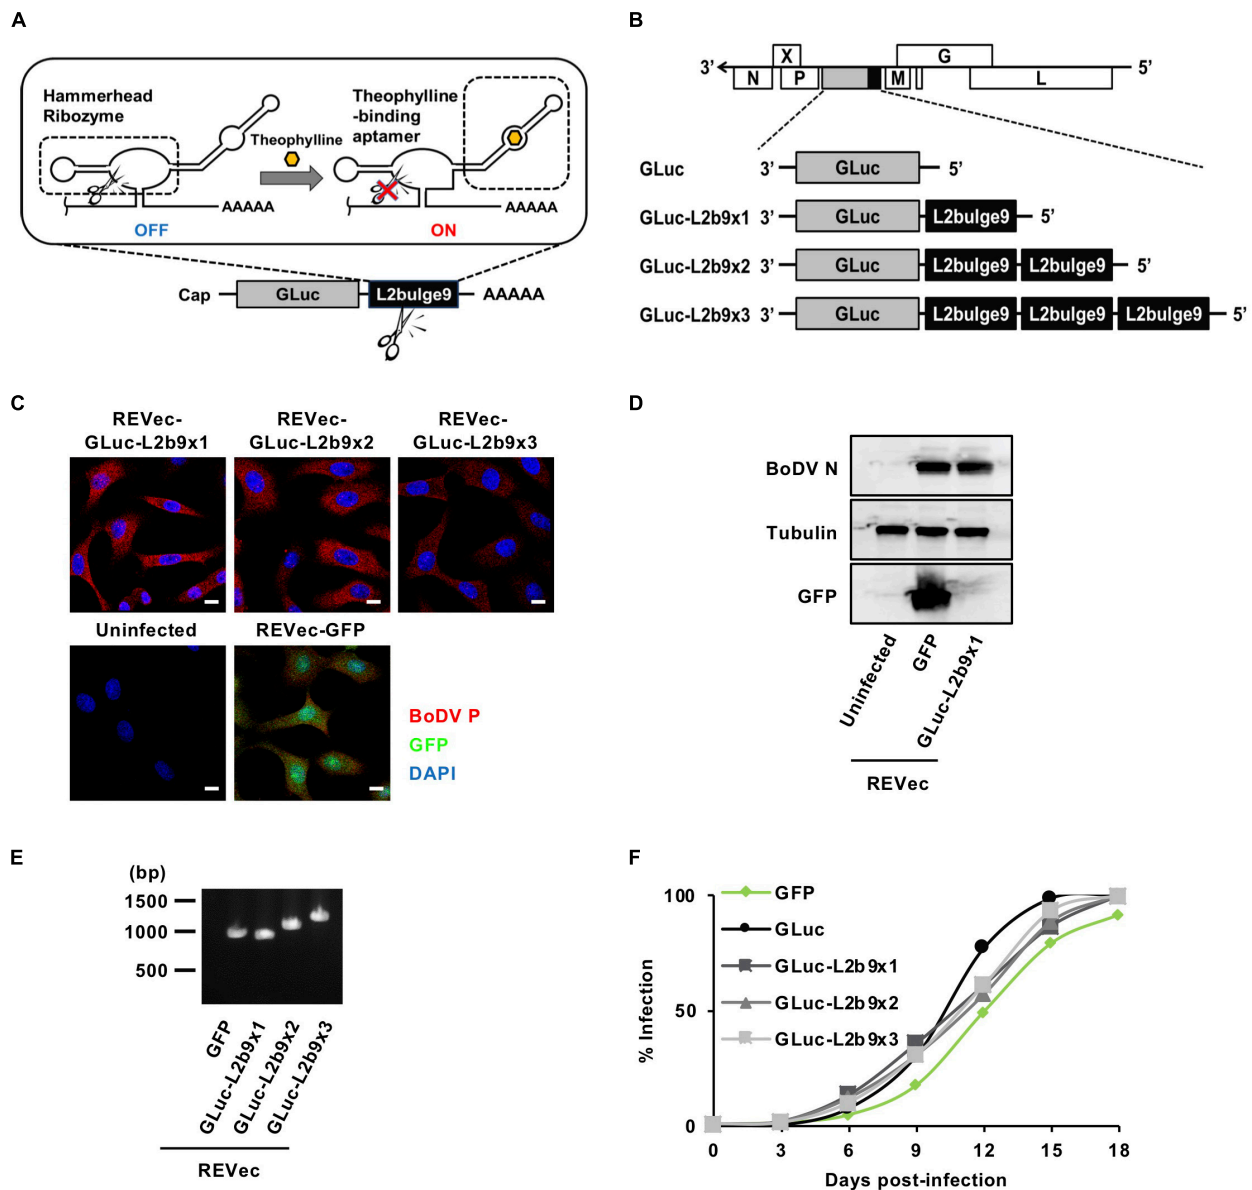 A
Hammerhead
Ribozyme
Theophylline
Theophylline
-binding
aptamer
AAAAA
AAAAA
OFF
ON
Cap
GLuc
L2bulge9
AAAAA
B
3’
X
G
5’
N
P
M
L
GLuc
3’
GLuc
5’
GLuc-L2b9x1
3’
GLuc
L2bulge9
5’
GLuc-L2b9x2
3’
GLuc
L2bulge9
L2bulge9
5’
GLuc-L2b9x3
3’
GLuc
L2bulge9
L2bulge9
L2bulge9
5’
C
REVec-
GLuc-L2b9x1
REVec-
GLuc-L2b9x2
REVec-
GLuc-L2b9x3
Uninfected
REVec-GFP
BoDV P
GFP
DAPI
D
BoDV N
Tubulin
GFP
Uninfected
GFP
GLuc-L2b9x1
REVec
E
(bp)
1500
1000
500
GFP
GLuc-L2b9x1
GLuc-L2b9x2
GLuc-L2b9x3
REVec
F
100
50
0
% Infection
GFP
GLuc
GLuc-L2b9x1
GLuc-L2b9x2
GLuc-L2b9x3
0
3
6
9
12
15
18
Days post-infection